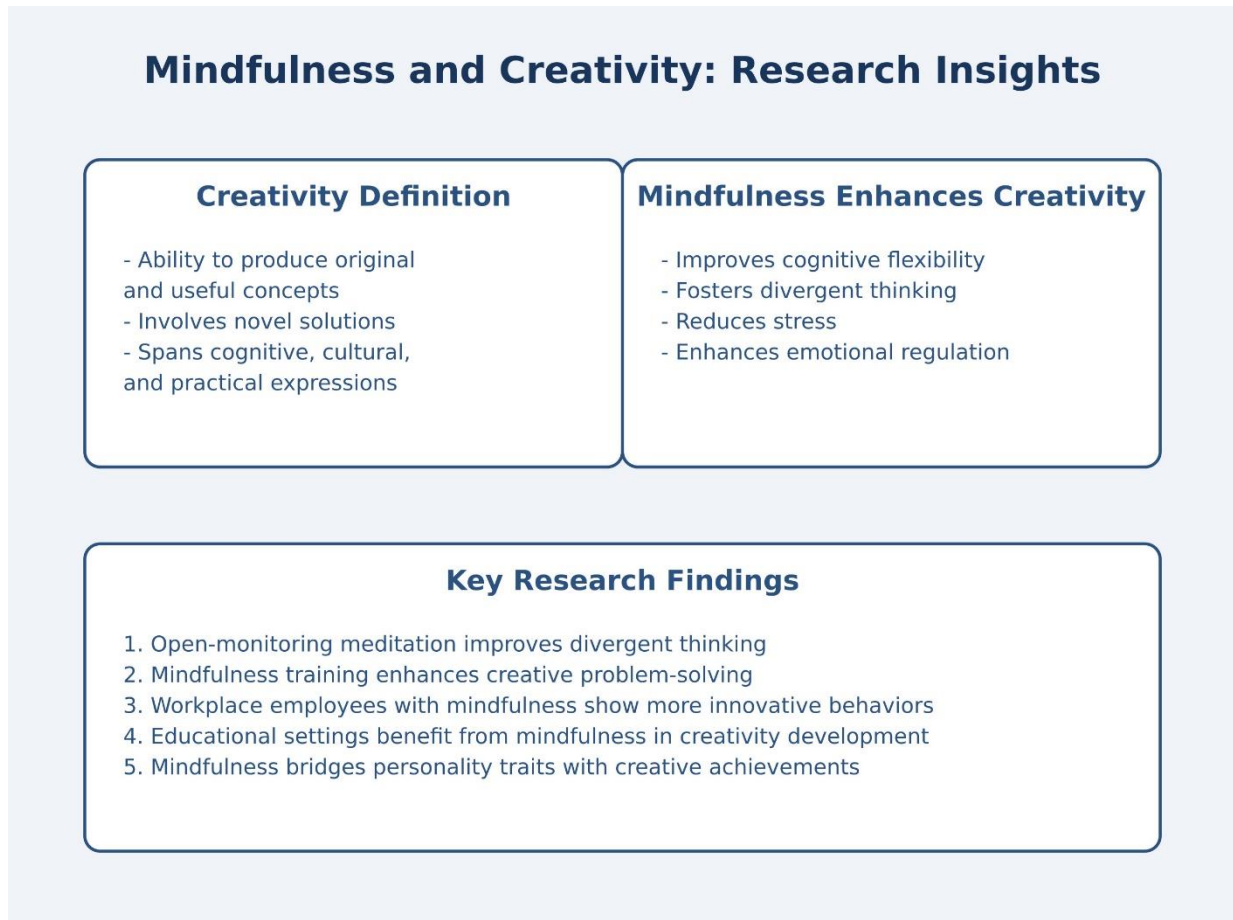 Mindfulness and Creativity: Research Insights
Creativity Definition
- Ability to produce original
and useful concepts
- Involves novel solutions
- Spans cognitive, cultural,
and practical expressions
Mindfulness Enhances Creativity
- Improves cognitive flexibility
- Fosters divergent thinking
- Reduces stress
- Enhances emotional regulation
Key Research Findings
1. Open-monitoring meditation improves divergent thinking
2. Mindfulness training enhances creative problem-solving
3. Workplace employees with mindfulness show more innovative behaviors
4. Educational settings benefit from mindfulness in creativity development
5. Mindfulness bridges personality traits with creative achievements